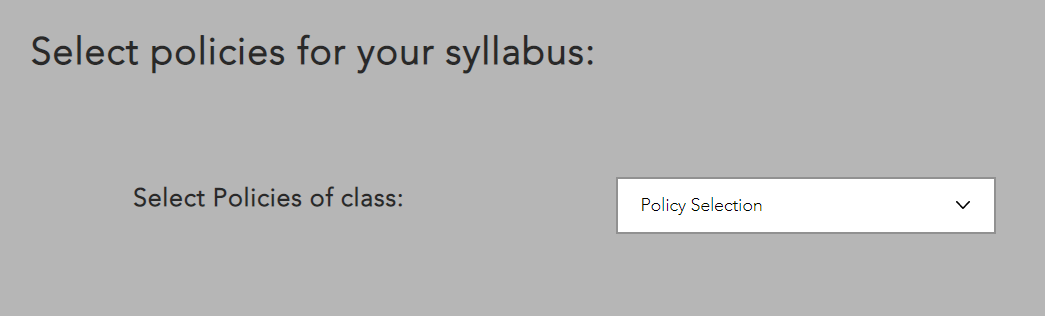 Select policies for your syllabus:
Select Policies of class:
Policy Selection